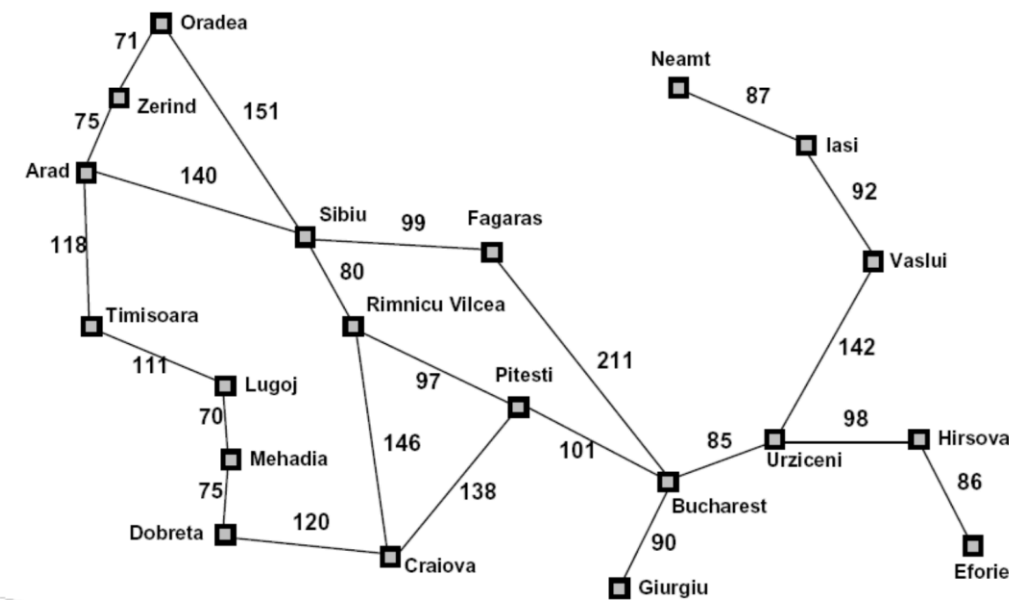 Oradea
71
Neamt
87
Zerind
151
75
Iasi
Arad
140
92
Sibiu
99
Fagaras
118
Vaslui
80
Rimnicu Vilcea
Timisoara
142
111
211
Pitesti
97
Lugoj
70
98
85
Hirsova
146
101
Mehadia
Urziceni
75
138
86
Bucharest
120
Dobreta
90
Craiova
Eforie
Giurgiu